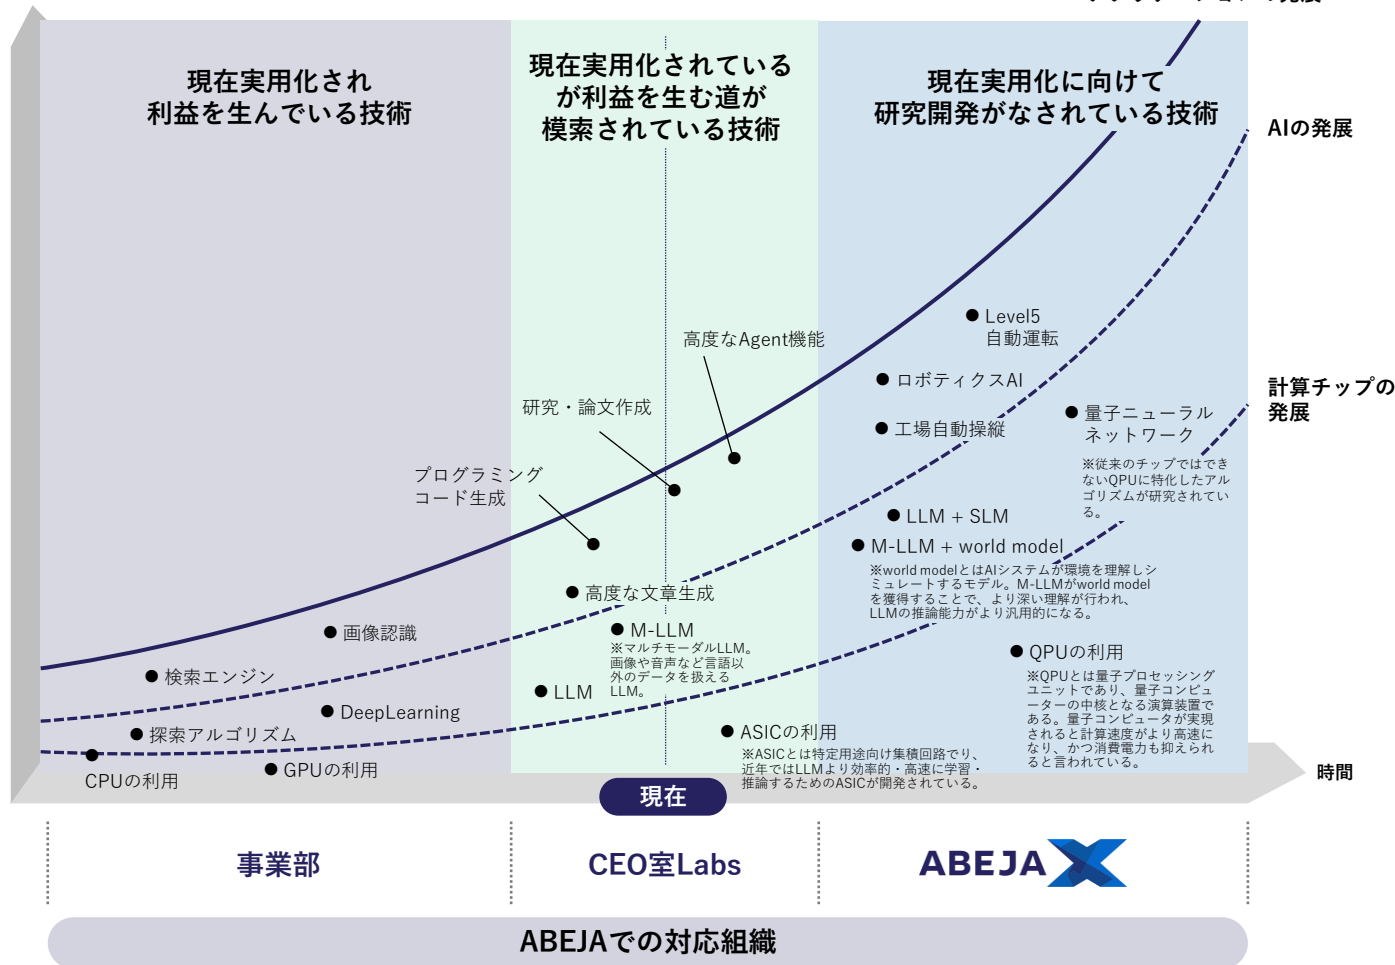 現在実用化され
利益を生んでいる技術
現在実用化されている
が利益を生む道が
模索されている技術
現在実用化に向けて
研究開発がなされている技術
AIの発展
計算チップの
発展
Level5
自動運転
高度なAgent機能
ロボティクスAI
研究・論文作成
工場自動操縦
量子ニューラル
ネットワーク
※従来のチップではでき
ないQPUに特化したアル
ゴリズムが研究されてい
る。
プログラミング
コード生成
LLM + SLM
M-LLM + world model
※world modelとはAIシステムが環境を理解しシ
ミュレートするモデル。M-LLMがworld model
を獲得することで、より深い理解が行われ、
LLMの推論能力がより汎用的になる。
高度な文章生成
画像認識
M-LLM
※マルチモーダルLLM。
画像や音声など言語以
外のデータを扱える
LLM。
検索エンジン
LLM
QPUの利用
※QPUとは量子プロセッシング
ユニットであり、量子コンピュ
ーターの中核となる演算装置で
ある。量子コンピュータが実現
されると計算速度がより高速に
なり、かつ消費電力も抑えられ
ると言われている。
DeepLearning
探索アルゴリズム
ASICの利用
※ASICとは特定用途向け集積回路でり、
近年ではLLMより効率的・高速に学習・
推論するためのASICが開発されている。
CPUの利用
GPUの利用
時間
現在
事業部
CEO室Labs
ABEJA X
ABEJAでの対応組織